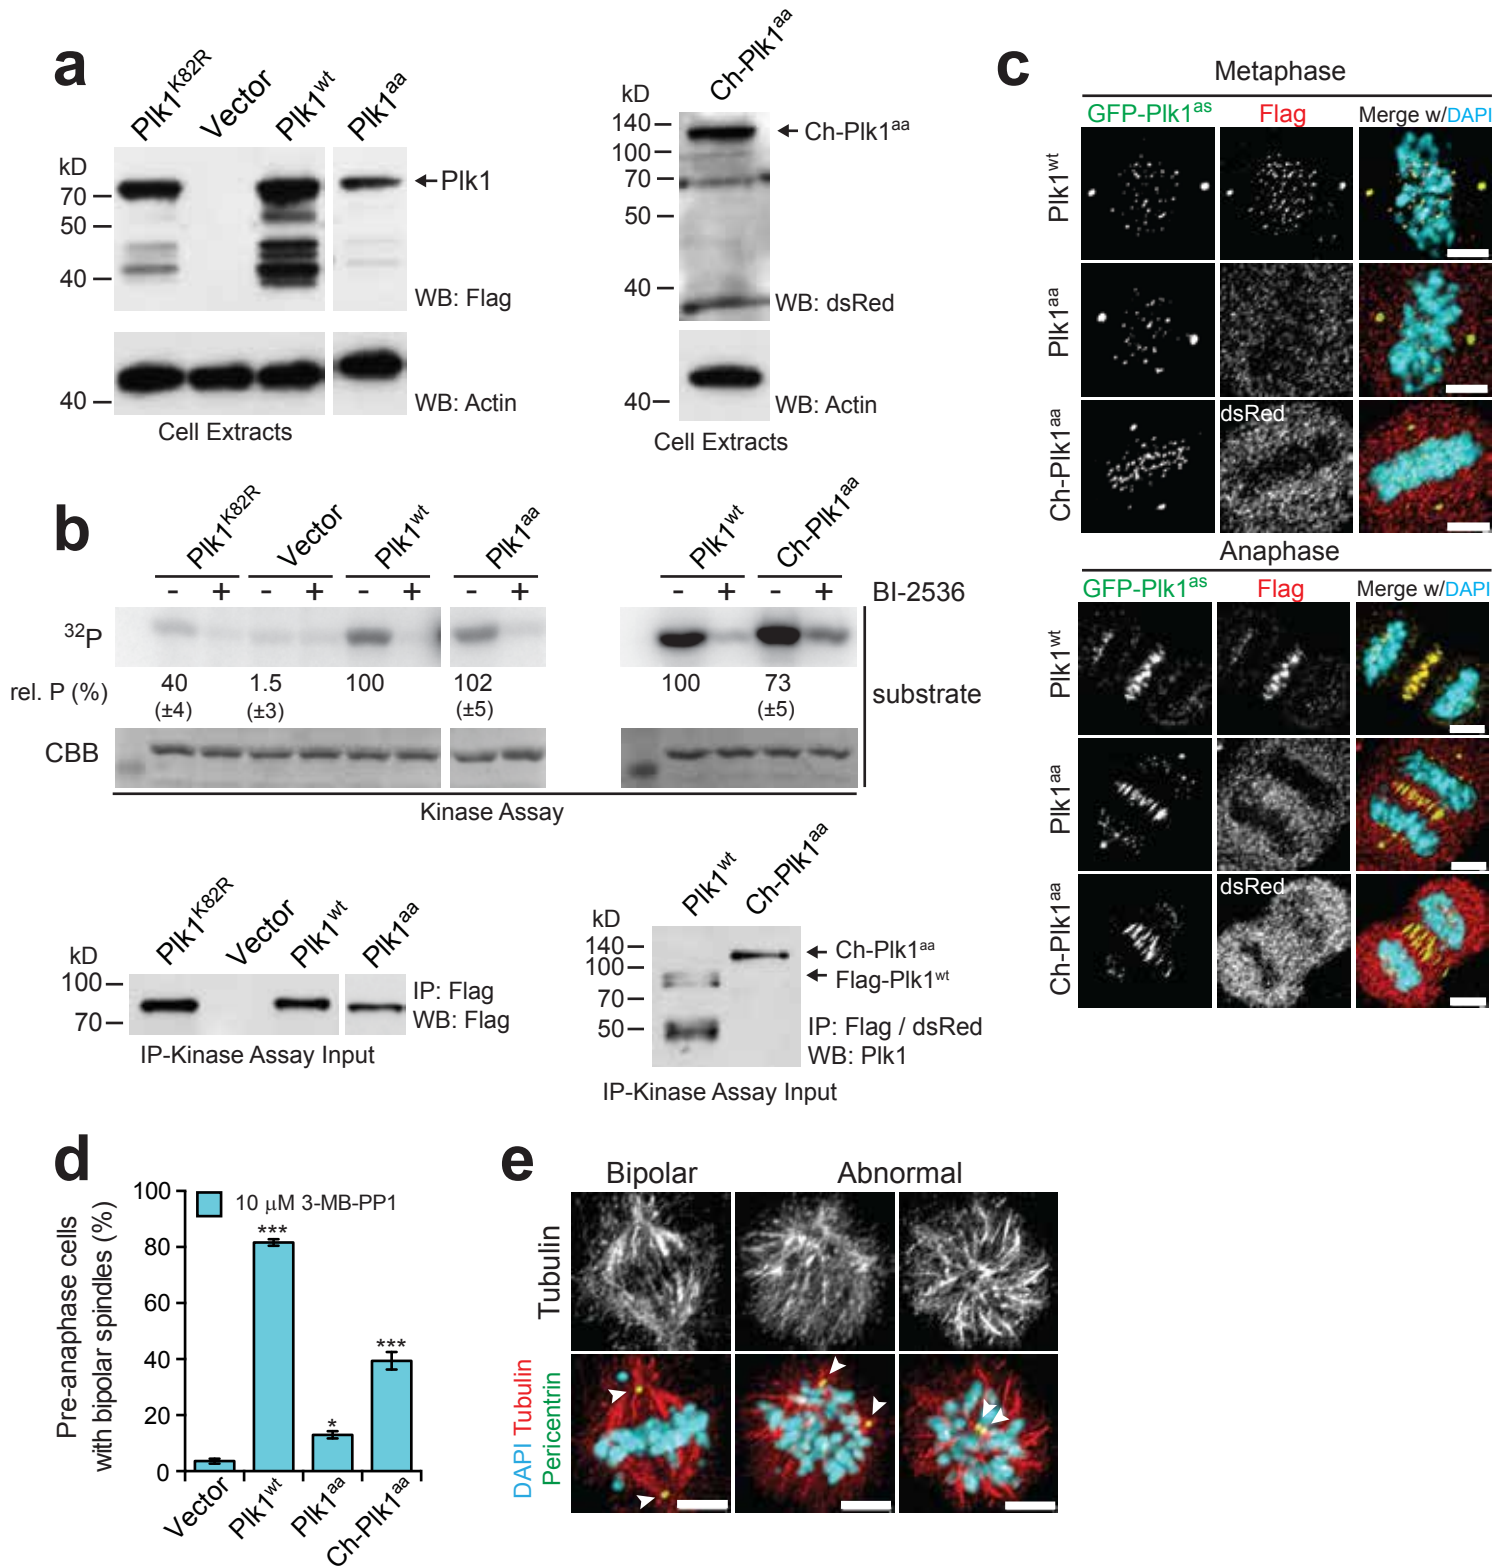 a
Plk1K82R
Vector
Plk1wt
Plk1aa
kD
70
50
40
Plk1
WB: Flag
40
WB: Actin
Cell Extracts
Ch-Plk1aa
kD
140
100
70
50
40
Ch-Plk1aa
WB: dsRed
40
WB: Actin
Cell Extracts
b
Plk1K82R
Vector
Plk1wt
Plk1aa
Plk1wt
Ch-Plk1aa
- + - + - + - + - + - + BI-2536
32P
rel. P (%) 40 1.5 100 102 100 73
(±4) (±3) (±5) (±5)
substrate
CBB
Kinase Assay
Plk1K82R
Vector
Plk1wt
Plk1aa
kD
100
70
IP: Flag
WB: Flag
IP-Kinase Assay Input
Plk1wt
Ch-Plk1aa
kD
140
100
70
50
Ch-Plk1aa
Flag-Plk1wt
IP: Flag / dsRed
WB: Plk1
IP-Kinase Assay Input
c
Metaphase
GFP-Plk1as Flag Merge w/DAPI
Plk1wt
Plk1aa
Ch-Plk1aa
dsRed
Anaphase
GFP-Plk1as Flag Merge w/DAPI
Plk1wt
Plk1aa
Ch-Plk1aa
dsRed
d
Pre-anaphase cells
with bipolar spindles (%)
100
80
60
40
20
0
10 μM 3-MB-PP1
***
*
***
Vector
Plk1wt
Plk1aa
Ch-Plk1aa
e
Bipolar Abnormal
Tubulin
DAPI Tubulin
Pericentrin